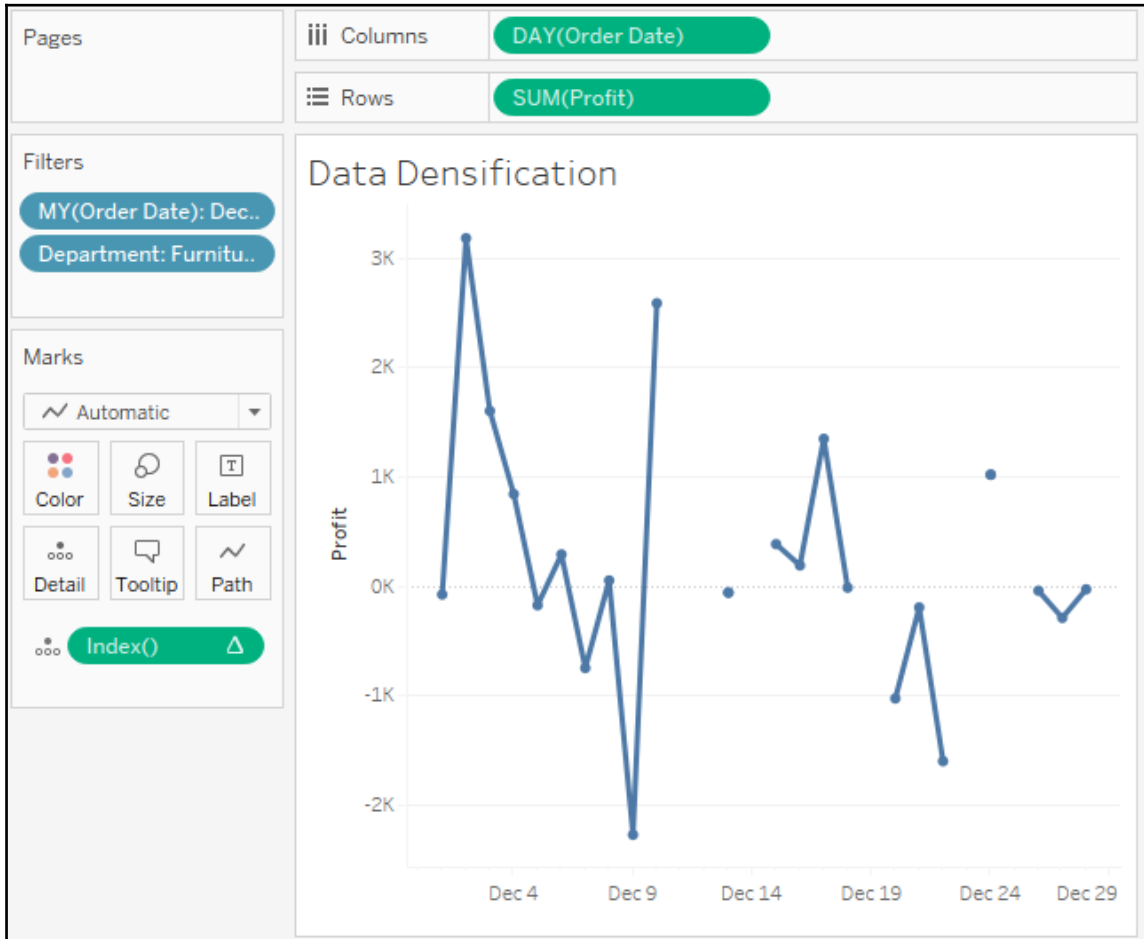 Pages
Columns
DAY(Order Date)
Rows
SUM(Profit)
Filters
MY(Order Date): Dec..
Department: Furnitu..
Marks
Automatic
Color
Size
T
Label
Detail
Tooltip
Path
Index()
Data Densification
Profit
3K
2K
1K
0K
-1K
-2K
Dec 4 Dec 9 Dec 14 Dec 19 Dec 24 Dec 29